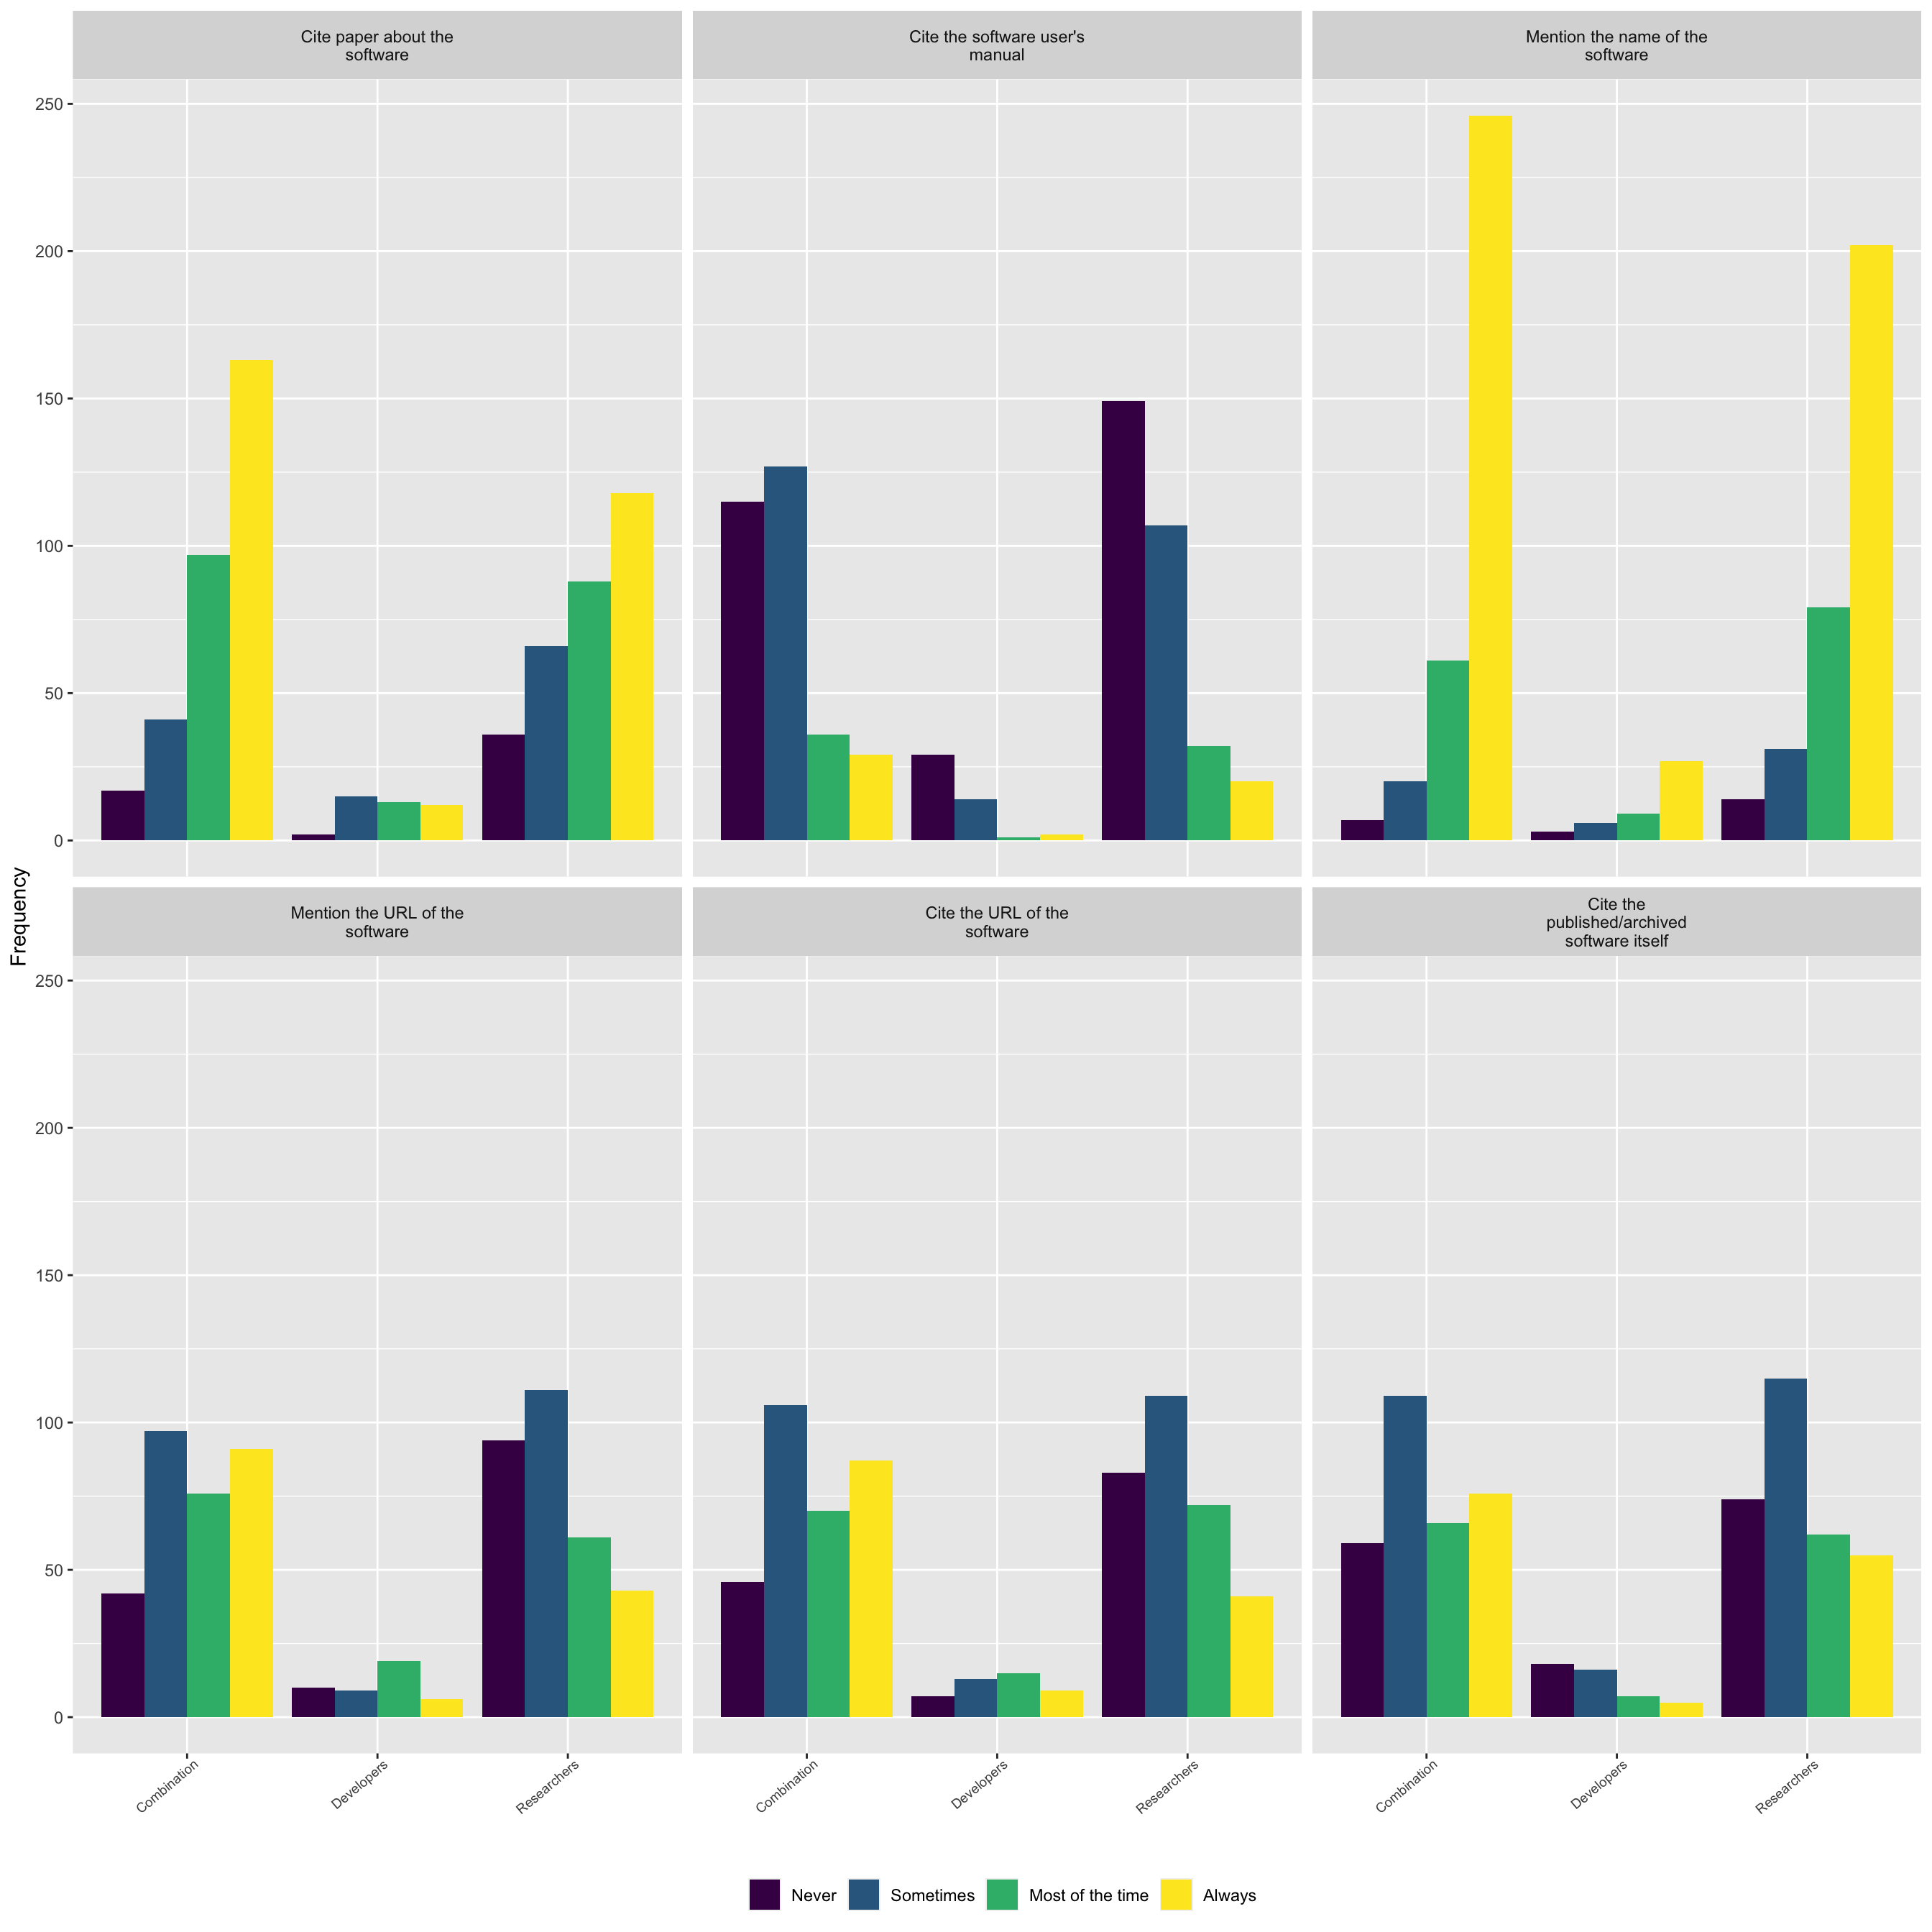 Cite paper about the
software
Cite the software user's
manual
Mention the name of the
software
250
200
150
100
50
0
Frequency
Mention the URL of the
software
Cite the URL of the
software
Cite the
published/archived
software itself
250
200
150
100
50
0
Combination
Developers
Researchers
Combination
Developers
Researchers
Combination
Developers
Researchers
Never
Sometimes
Most of the time
Always